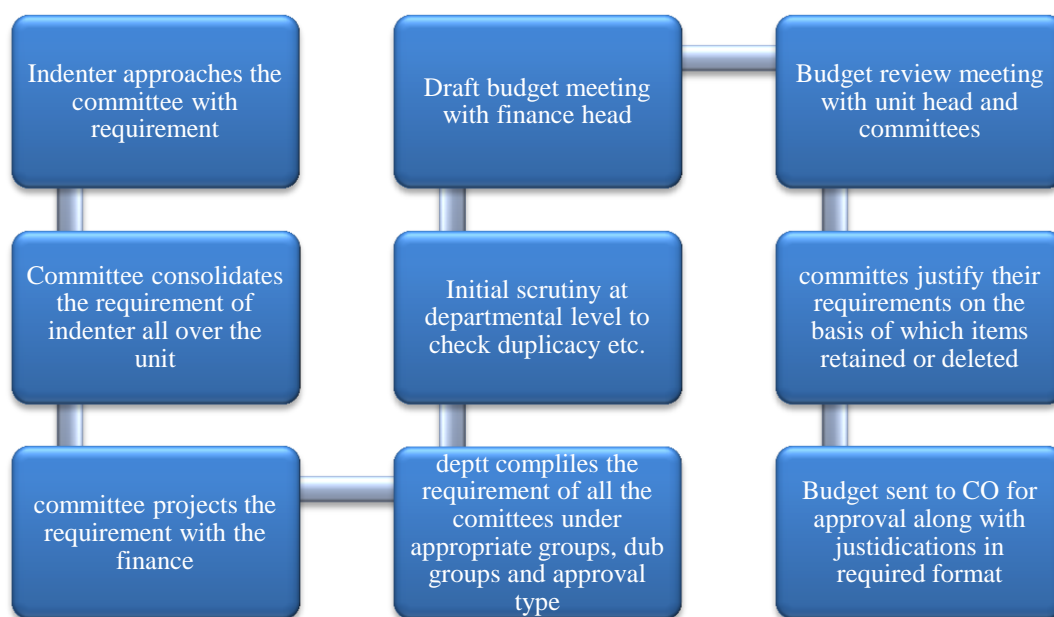 Indenter approaches the
committee with
requirement
Committee consolidates
the requirement of
indenter all over the
unit
committee projects the
requirement with the
finance
deptt complies the
requirement of all the
comittees under
appropriate groups, dub
groups and approval
type
Initial scrutiny at
departmental level to
check duplicacy etc.
Draft budget meeting
with finance head
Budget review meeting
with unit head and
committees
committes justify their
requirements on the
basis of which items
retained or deleted
Budget sent to CO for
approval along with
justidications in
required format